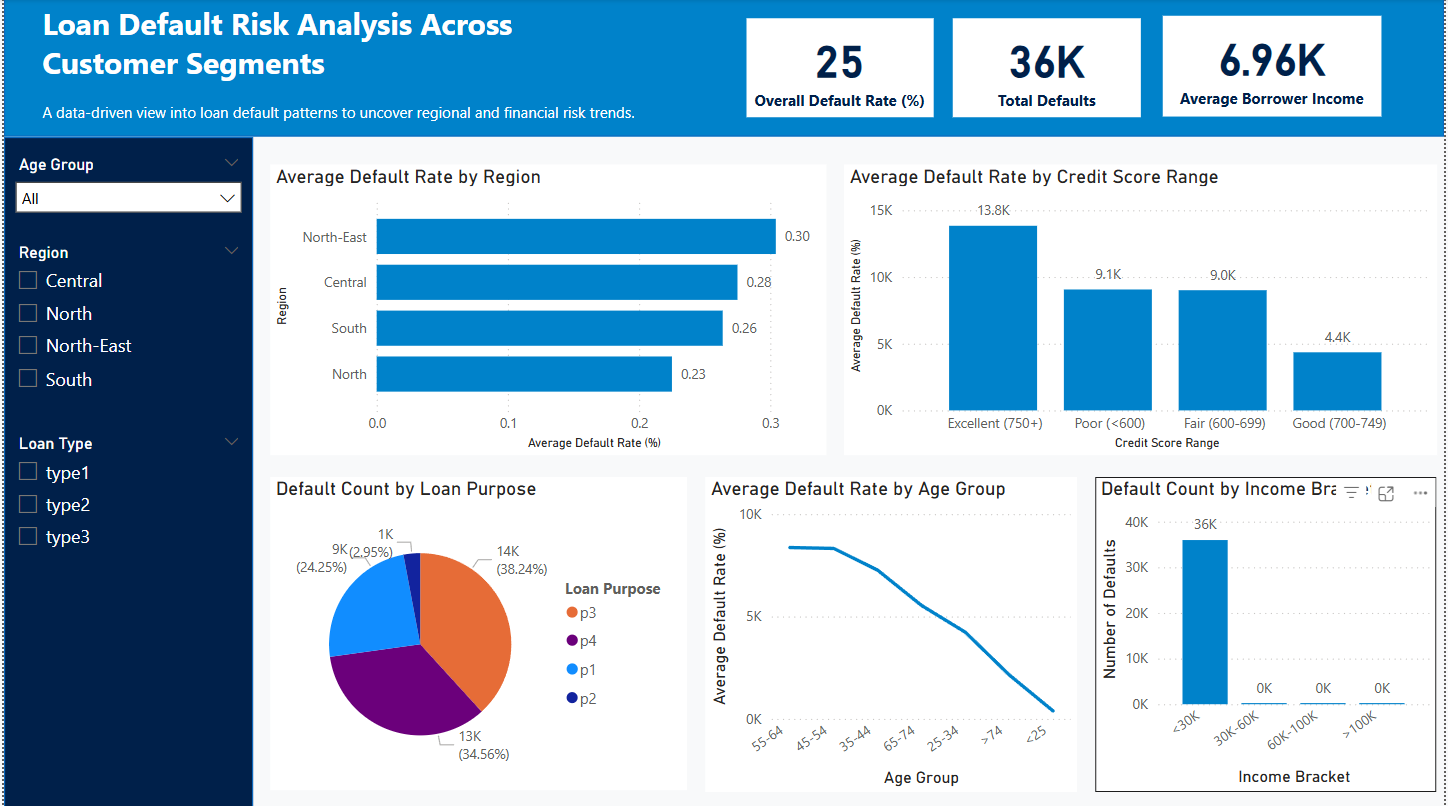 Loan Default Risk Analysis Across
Customer Segments
A data-driven view into loan default patterns to uncover regional and financial risk trends.
25
Overall Default Rate (%)
36K
Total Defaults
6.96K
Average Borrower Income
Age Group
All
Region
Central
North
North-East
South
Loan Type
type1
type2
type3
Average Default Rate by Region
Region
North-East
0.30
Central
0.28
South
0.26
North
0.23
0.0
0.1
0.2
0.3
Average Default Rate (%)
Average Default Rate by Credit Score Range
Average Default Rate (%)
15K
10K
5K
0K
13.8K
9.1K
9.0K
4.4K
Excellent (750+)
Poor (<600)
Fair (600-699)
Good (700-749)
Credit Score Range
Default Count by Loan Purpose
1K
(2.95%)
9K
(24.25%)
14K
(38.24%)
13K
(34.56%)
Loan Purpose
p3
p4
p1
p2
Average Default Rate by Age Group
Average Default Rate (%)
10K
5K
0K
55-64
45-54
35-44
65-74
25-34
>74
<25
Age Group
Default Count by Income Bra
Number of Defaults
40K
30K
20K
10K
0K
36K
0K
0K
0K
<30K
30K-60K
60K-100K
>100K
Income Bracket